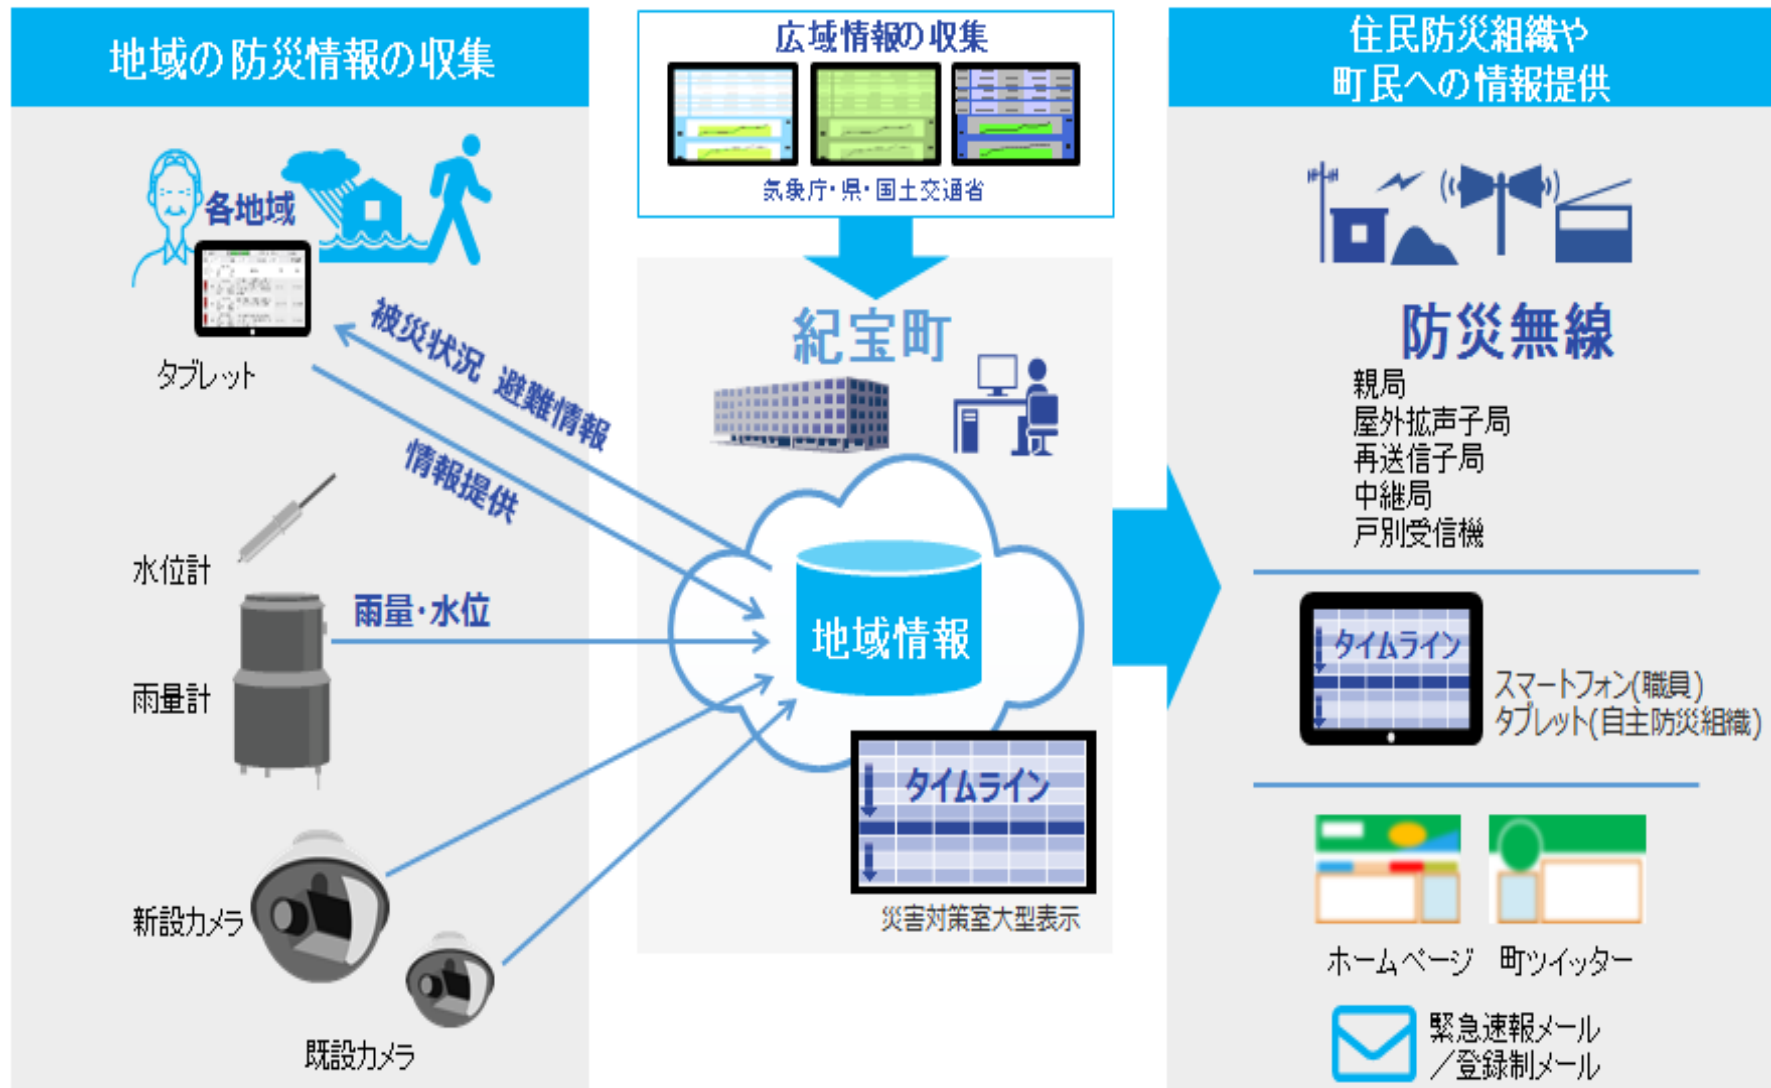 地域の防災情報の収集
各地域
タブレット
被災状況 避難情報
情報提供
水位計
雨量・水位
雨量計
新設カメラ
既設カメラ
広域情報の収集
気象庁・県・国土交通省
紀宝町
地域情報
タイムライン
災害対策室大型表示
住民防災組織や
町民への情報提供
防災無線
親局
屋外拡声子局
再送信子局
中継局
戸別受信機
タイムライン
スマートフォン(職員)
タブレット(自主防災組織)
ホームページ
町ツイッター
緊急速報メール
／登録制メール